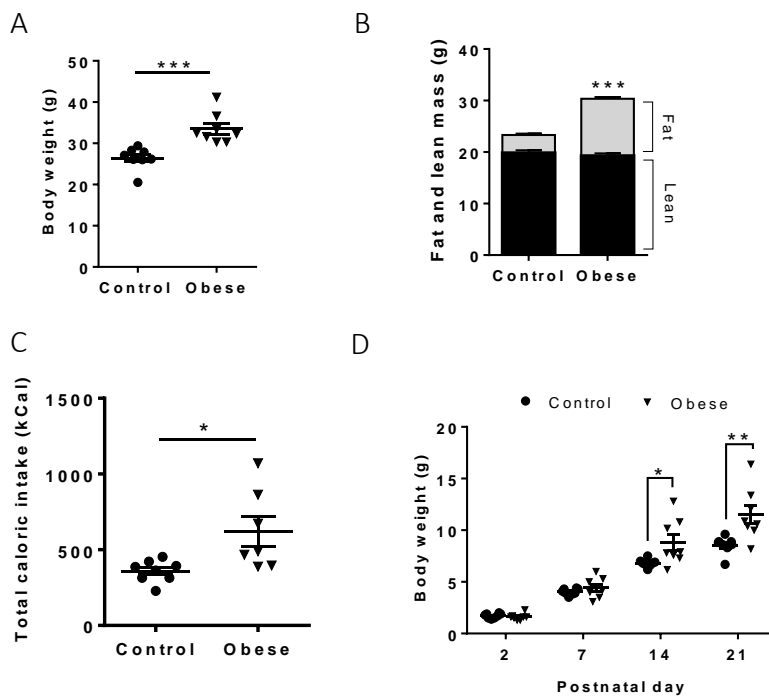 A
Body weight (g)
50
40
30
20
10
0
***
Control Obese
B
Fat and lean mass (g)
40
30
20
10
0
***
Fat
Lean
Control Obese
C
Total caloric intake (kCal)
1500
1000
500
0
*
Control Obese
D
Control Obese
Body weight (g)
20
15
10
5
0
*
**
2 7 14 21
Postnatal day